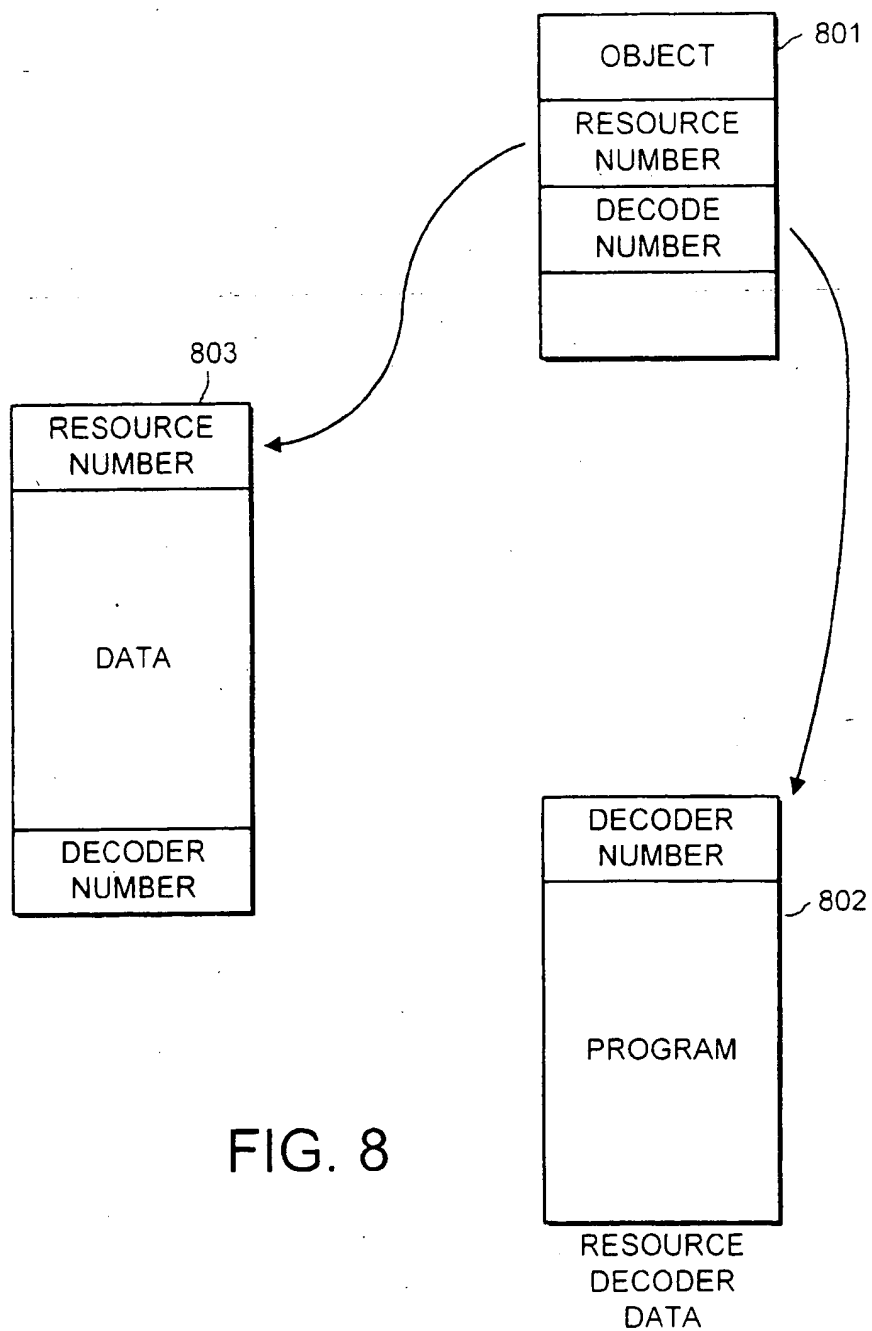 801
OBJECT
RESOURCE
NUMBER
DECODE
NUMBER
803
RESOURCE
NUMBER
DATA
DECODER
NUMBER
DECODER
NUMBER
802
PROGRAM
FIG. 8
RESOURCE
DECODER
DATA